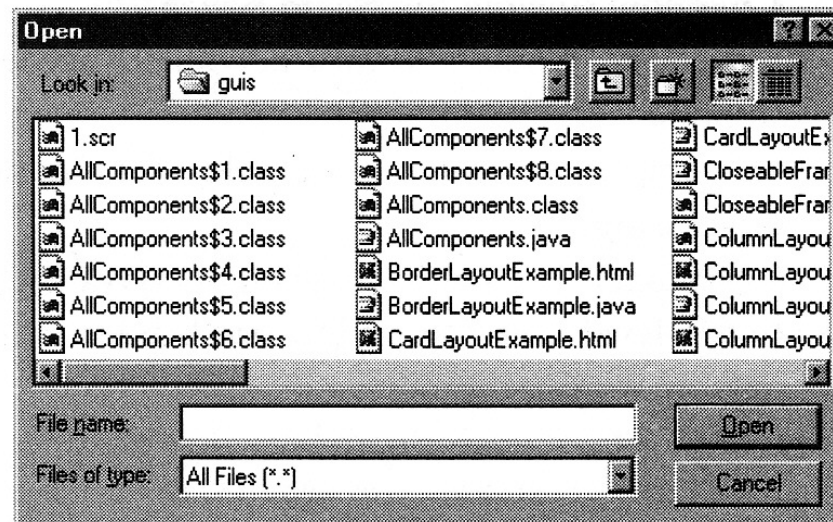 Open
Look in: guis
1.scr
AllComponents$1.class
AllComponents$2.class
AllComponents$3.class
AllComponents$4.class
AllComponents$5.class
AllComponents$6.class
AllComponents$7.class
AllComponents$8.class
AllComponents.class
AllComponents.java
BorderLayoutExample.html
BorderLayoutExample.java
CardLayoutExample.html
CardLayoutEx
CloseableFrar
CloseableFrar
ColumnLayou
ColumnLayou
ColumnLayou
ColumnLayou
File name:
Open
Files of type: All Files (*.*)
Cancel